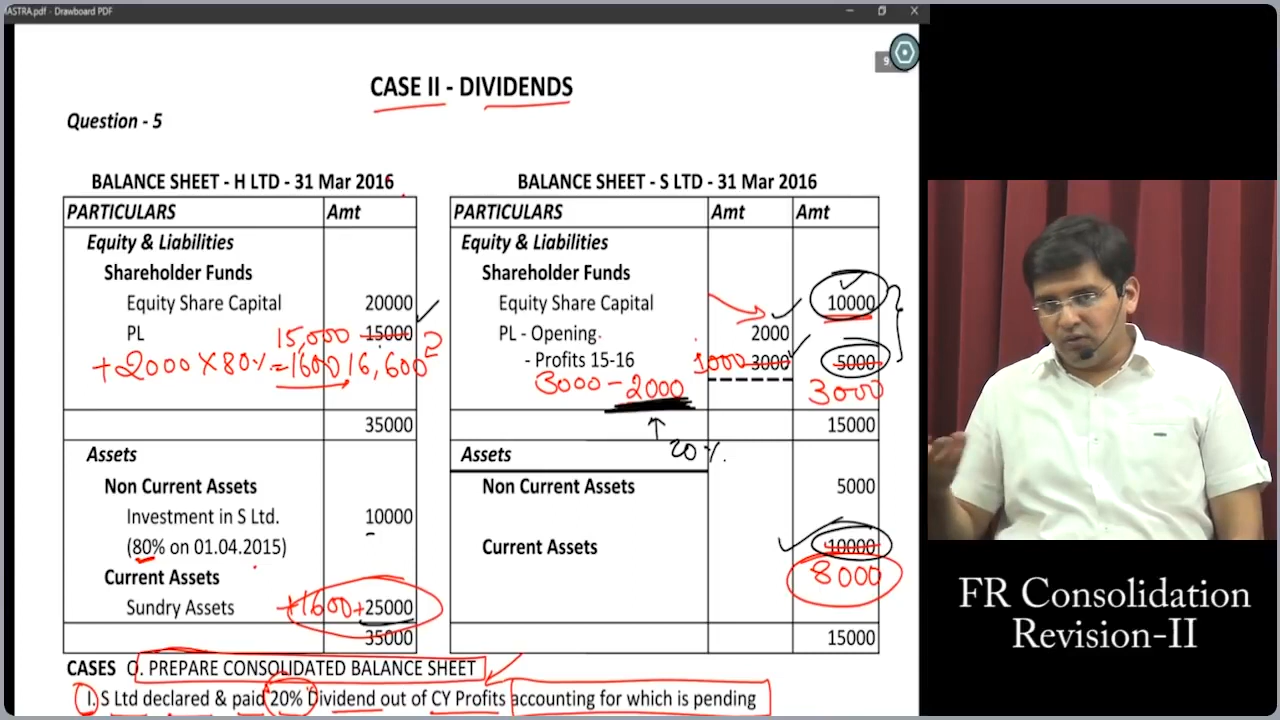 MASTRA.pdf - Drawboard PDF
9
CASE II - DIVIDENDS
Question - 5
BALANCE SHEET - H LTD - 31 Mar 2016
PARTICULARS Amt
Equity & Liabilities
Shareholder Funds
Equity Share Capital 20000
PL 15,000 15000
+2000 X 80% = 1600 16,600
35000
Assets
Non Current Assets
Investment in S Ltd. 10000
(80% on 01.04.2015)
Current Assets
Sundry Assets +1600+ 25000
35000
BALANCE SHEET - S LTD - 31 Mar 2016
PARTICULARS Amt Amt
Equity & Liabilities
Shareholder Funds
Equity Share Capital 10000
PL - Opening 2000
- Profits 15-16 1000 3000 5000
3000 - 2000 3000
15000
20%.
Assets
Non Current Assets 5000
Current Assets 10000
8000
15000
CASES O. PREPARE CONSOLIDATED BALANCE SHEET
I. S Ltd declared & paid 20% Dividend out of CY Profits accounting for which is pending
FR Consolidation
Revision-II